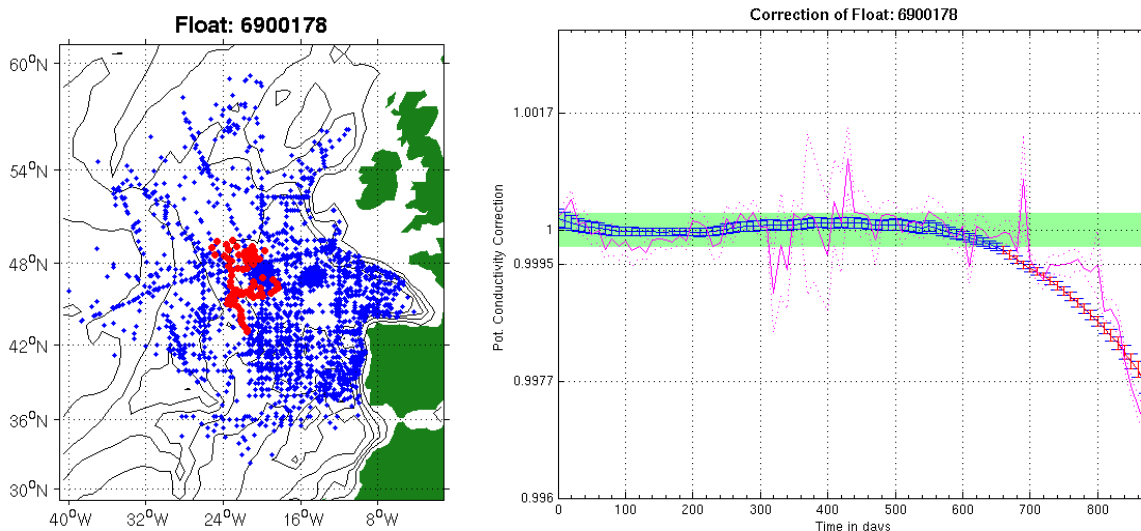 Float: 6900178
60°N
54°N
48°N
42°N
36°N
30°N
40°W
32°W
24°W
16°W
8°W
Correction of Float: 6900178
Pot. Conductivity Correction
1.0017
1
0.9995
0.9977
0.996
0
100
200
300
400
500
600
700
800
Time in days